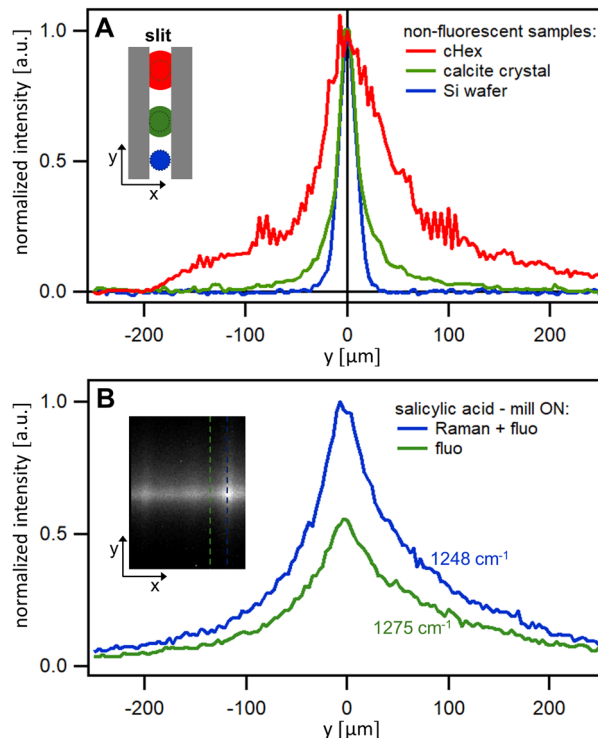 A
slit
y
x
non-fluorescent samples:
cHex
calcite crystal
Si wafer
normalized intensity [a.u.]
1.0
0.5
0.0
-200 -100 0 100 200
y [µm]
B
salicylic acid - mill ON:
Raman + fluo
fluo
y
x
1248 cm⁻¹
1275 cm⁻¹
normalized intensity [a.u.]
1.0
0.5
0.0
-200 -100 0 100 200
y [µm]